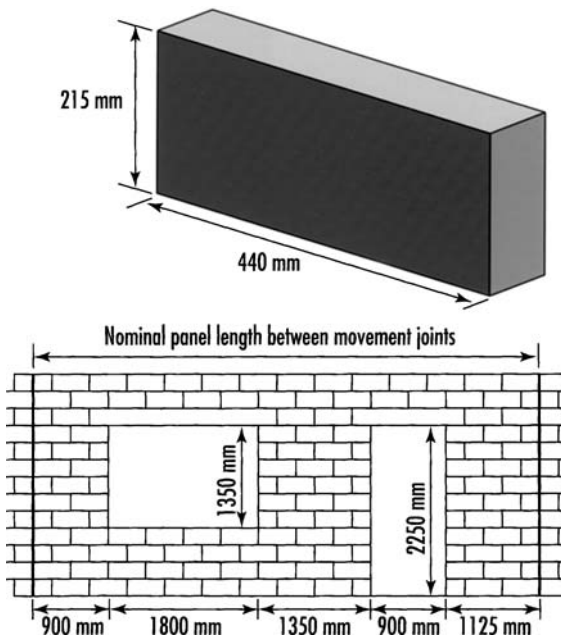 215 mm
440 mm
Nominal panel length between movement joints
1350 mm
2250 mm
900 mm
1800 mm
1350 mm
900 mm
1125 mm